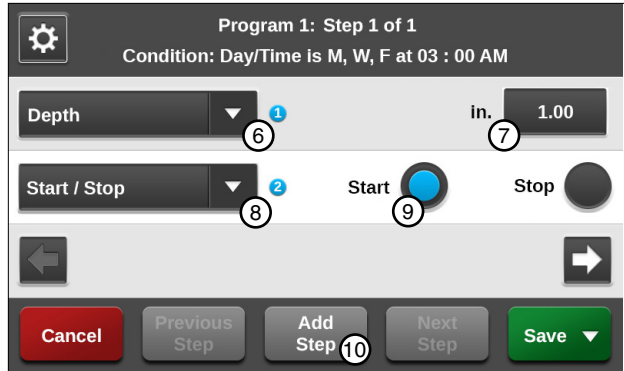 Program 1: Step 1 of 1
Condition: Day/Time is M, W, F at 03 : 00 AM
Depth 6 1 in. 7 1.00
Start / Stop 8 2 Start 9 Stop
Cancel Previous Step Add Step 10 Next Step Save